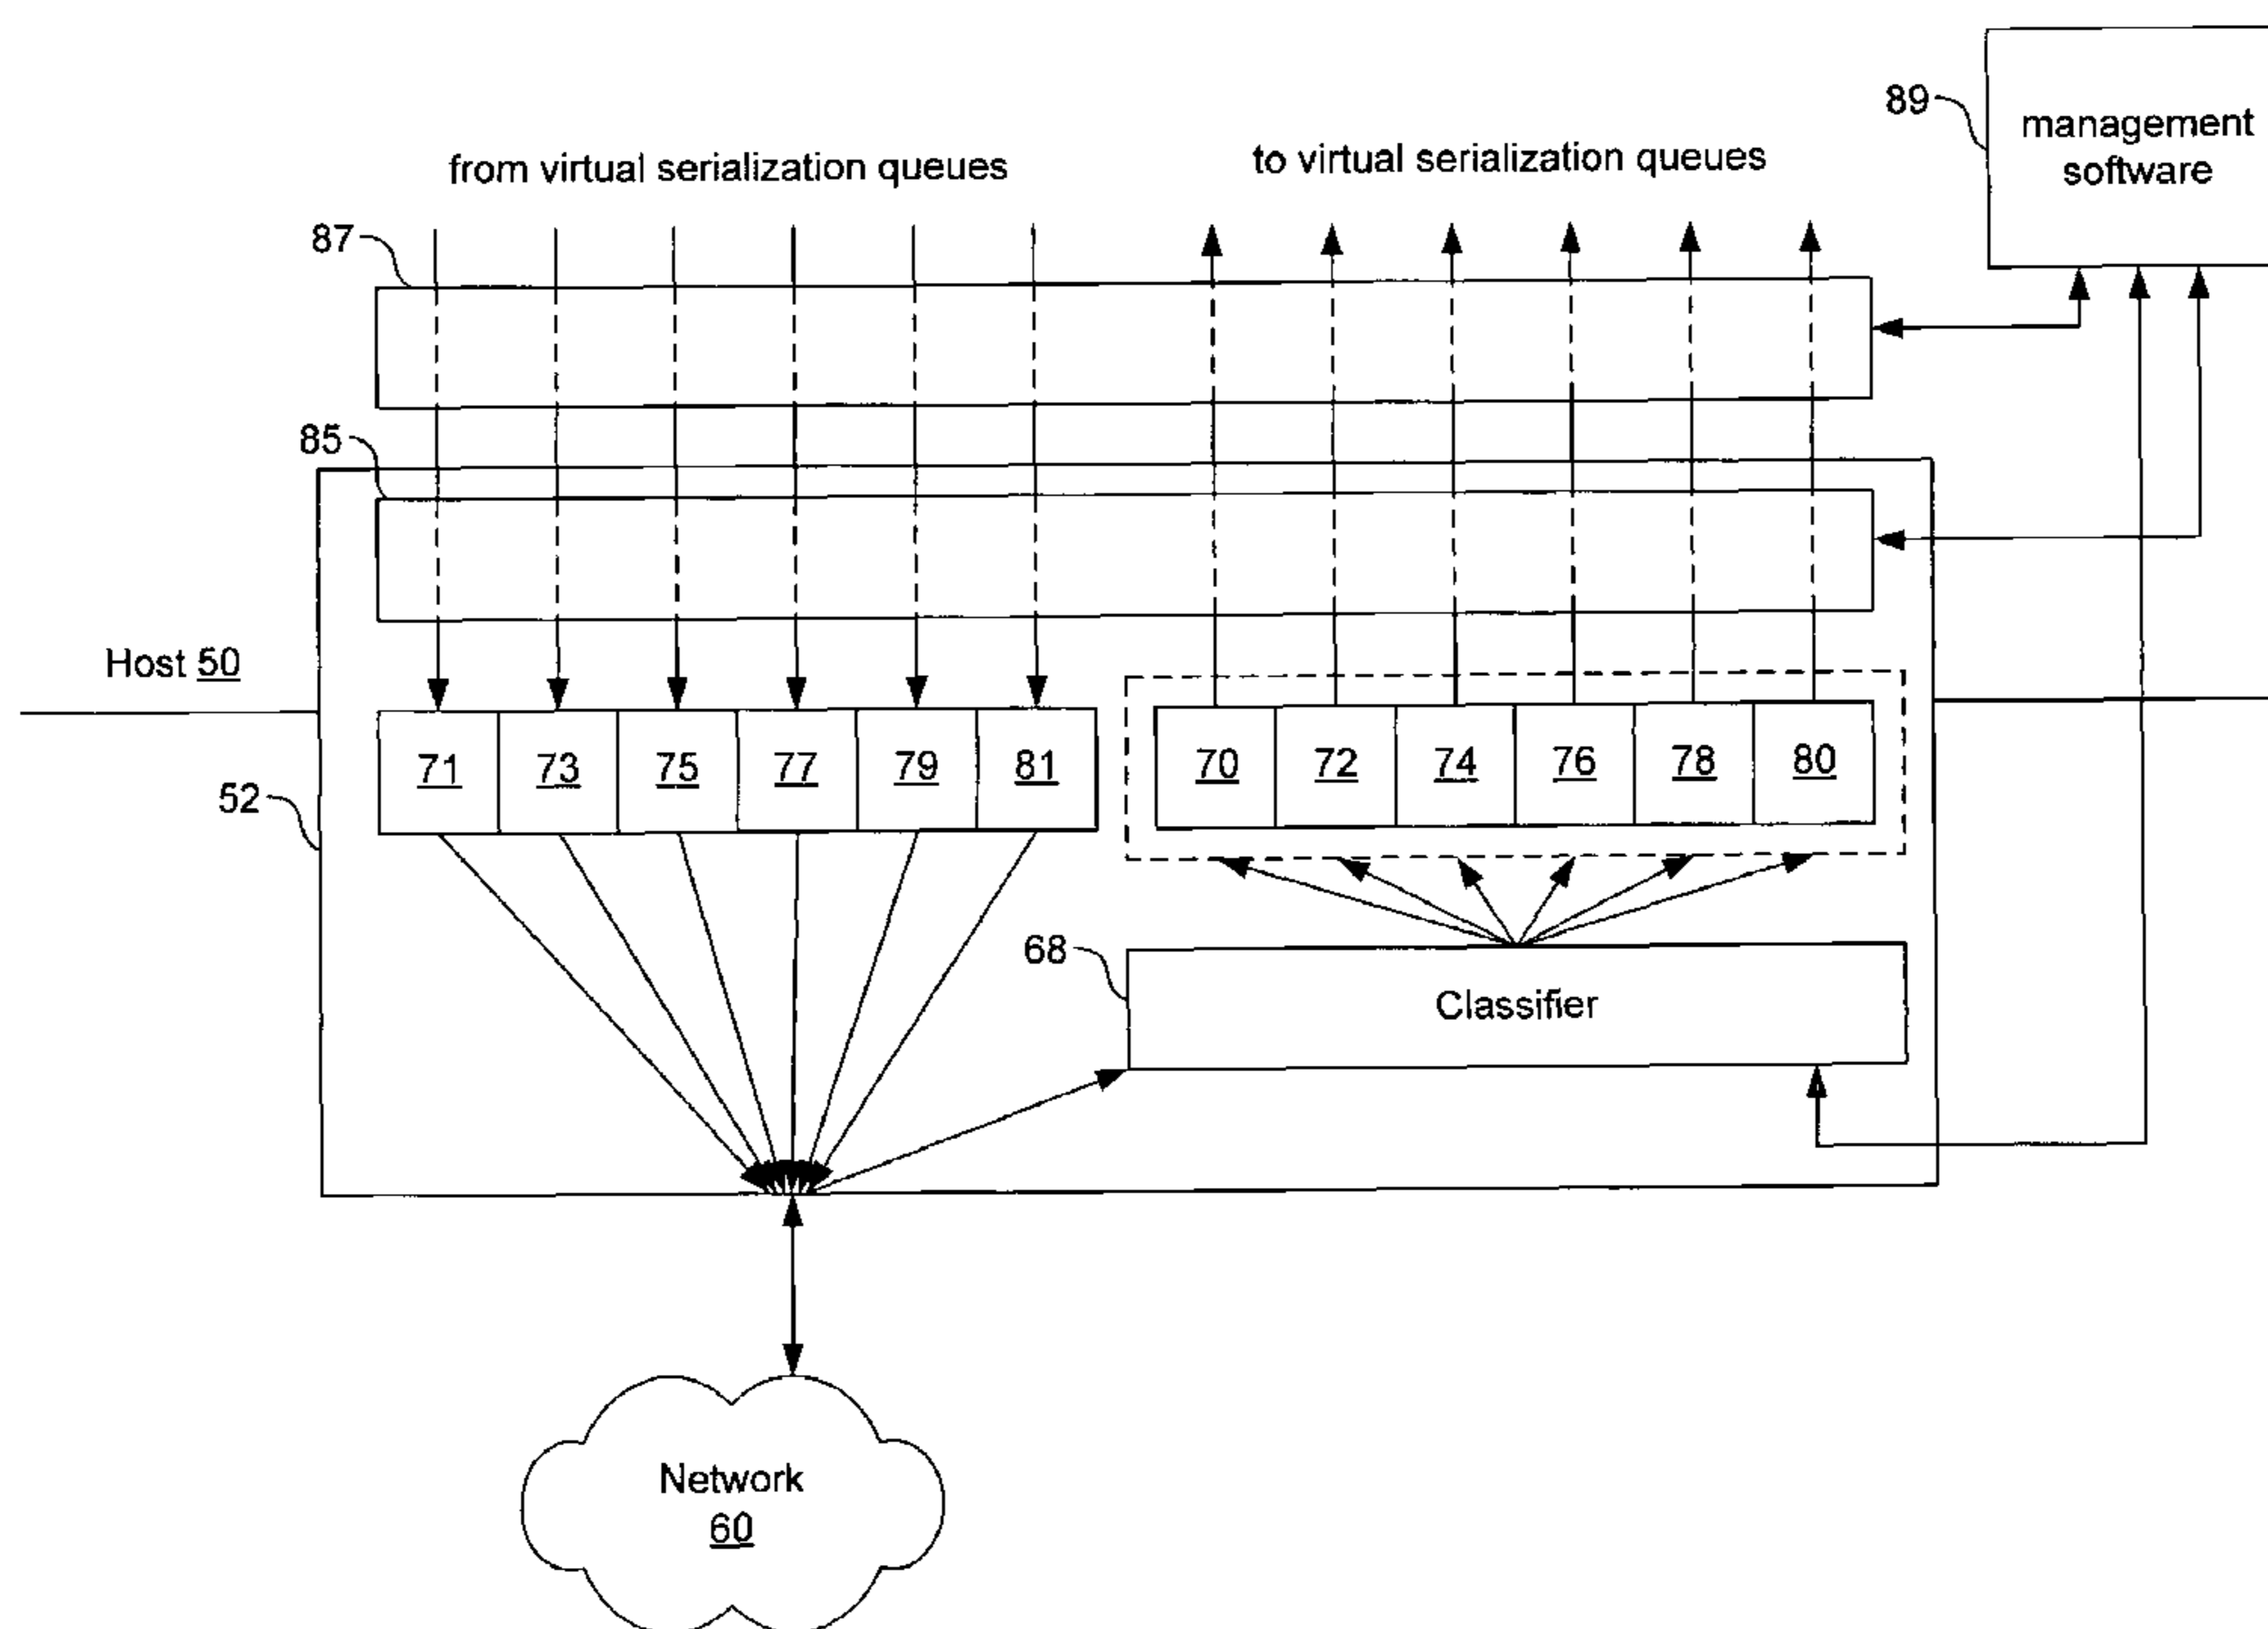 89
management
software
from virtual serialization queues
to virtual serialization queues
87
85
Host 50
52
71 73 75 77 79 81
70 72 74 76 78 80
68
Classifier
Network
60